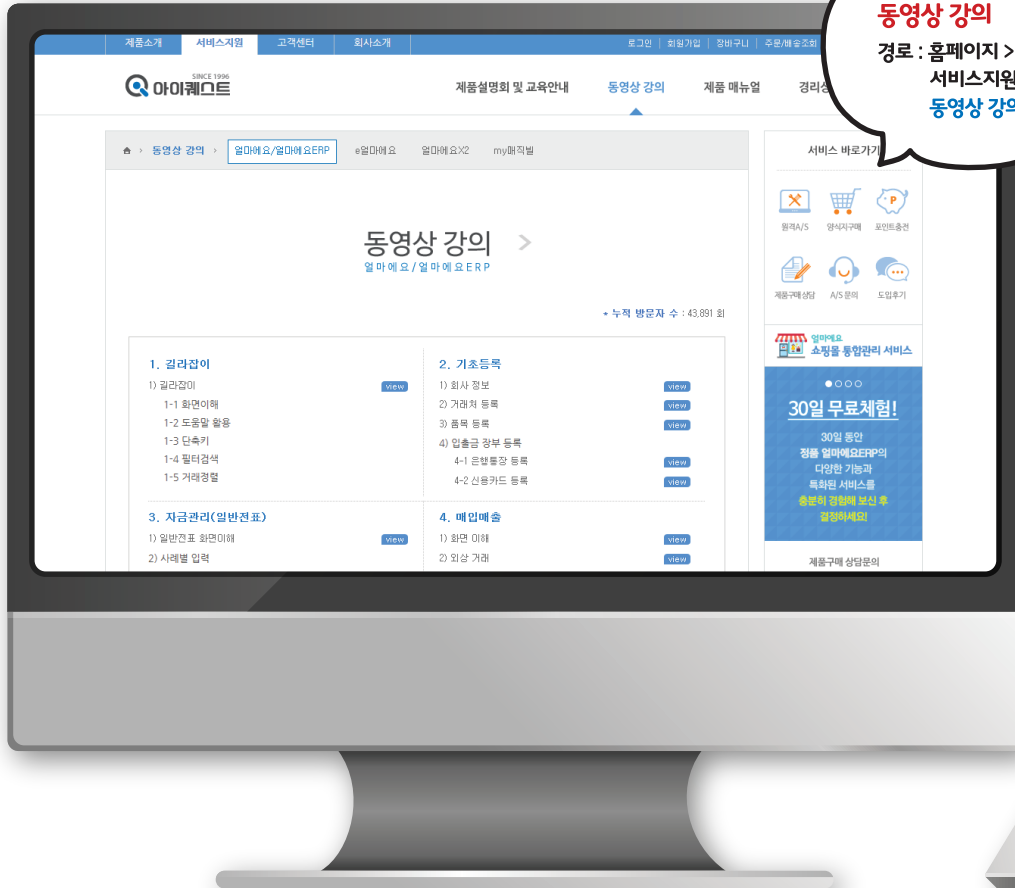 동영상 강의
경로 : 홈페이지 >
서비스지원
동영상 강의
제품소개 서비스지원 고객센터 회사소개
로그인 | 회원가입 | 장바구니 | 주문/배송조회
SINCE 1996
아이퀘스트
제품설명회 및 교육안내 동영상 강의 제품 매뉴얼
동영상 강의 > 얼마에요/얼마에요ERP e얼마에요 얼마에요X2 my매직빌
동영상 강의 >
얼마에요/얼마에요ERP
* 누적 방문자 수 : 43,891 회
1. 길라잡이
1) 길라잡이 view
1-1 화면이해
1-2 도움말 활용
1-3 단축키
1-4 필터검색
1-5 거래정렬
2. 기초등록
1) 회사 정보 view
2) 거래처 등록 view
3) 품목 등록 view
4) 입출금 장부 등록
4-1 은행통장 등록 view
4-2 신용카드 등록 view
3. 자금관리(일반전표)
1) 일반전표 화면이해 view
2) 사례별 입력
4. 매입매출
1) 화면 이해 view
2) 외상 거래 view
서비스 바로가기
원격A/S 양식지구매 포인트충전
제품구매상담 A/S 문의 도입후기
얼마에요
쇼핑몰 통합관리 서비스
30일 무료체험!
30일 동안
정품 얼마에요ERP의
다양한 기능과
특화된 서비스를
충분히 경험해 보신 후
결정하세요!
제품구매 상담문의